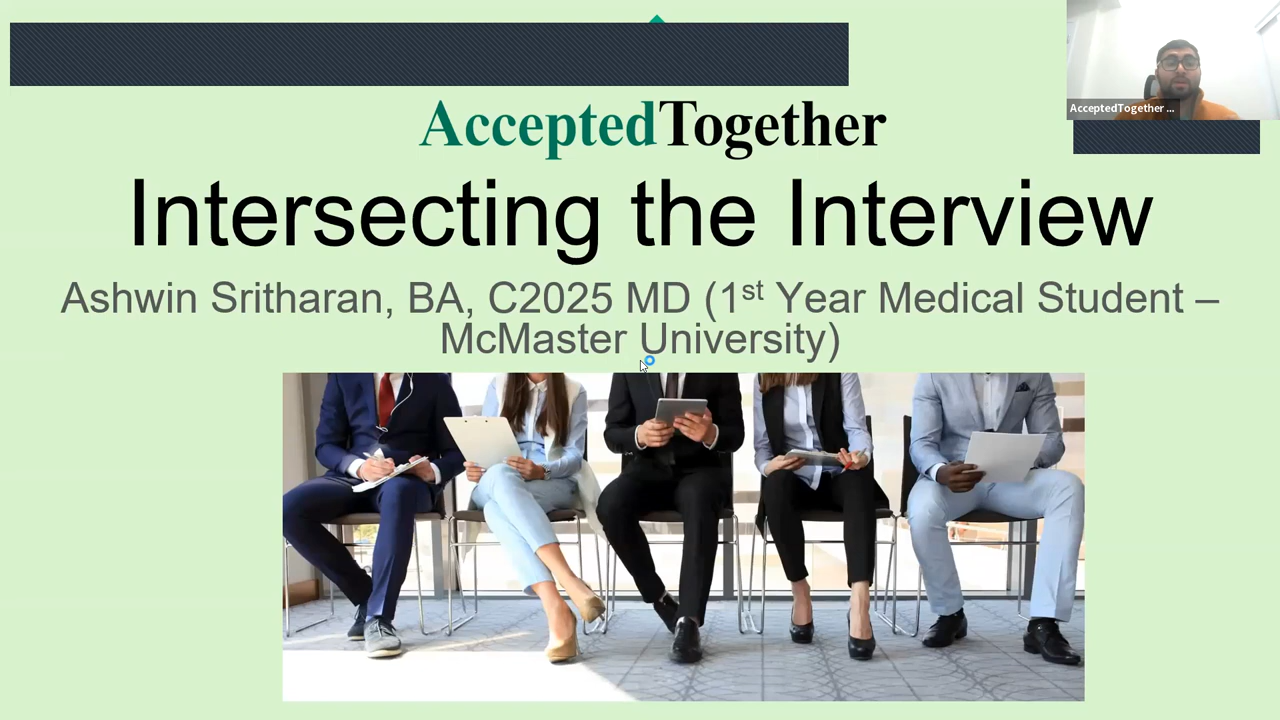 AcceptedTogether ...
AcceptedTogether
Intersecting the Interview
Ashwin Sritharan, BA, C2025 MD (1st Year Medical Student –
McMaster University)